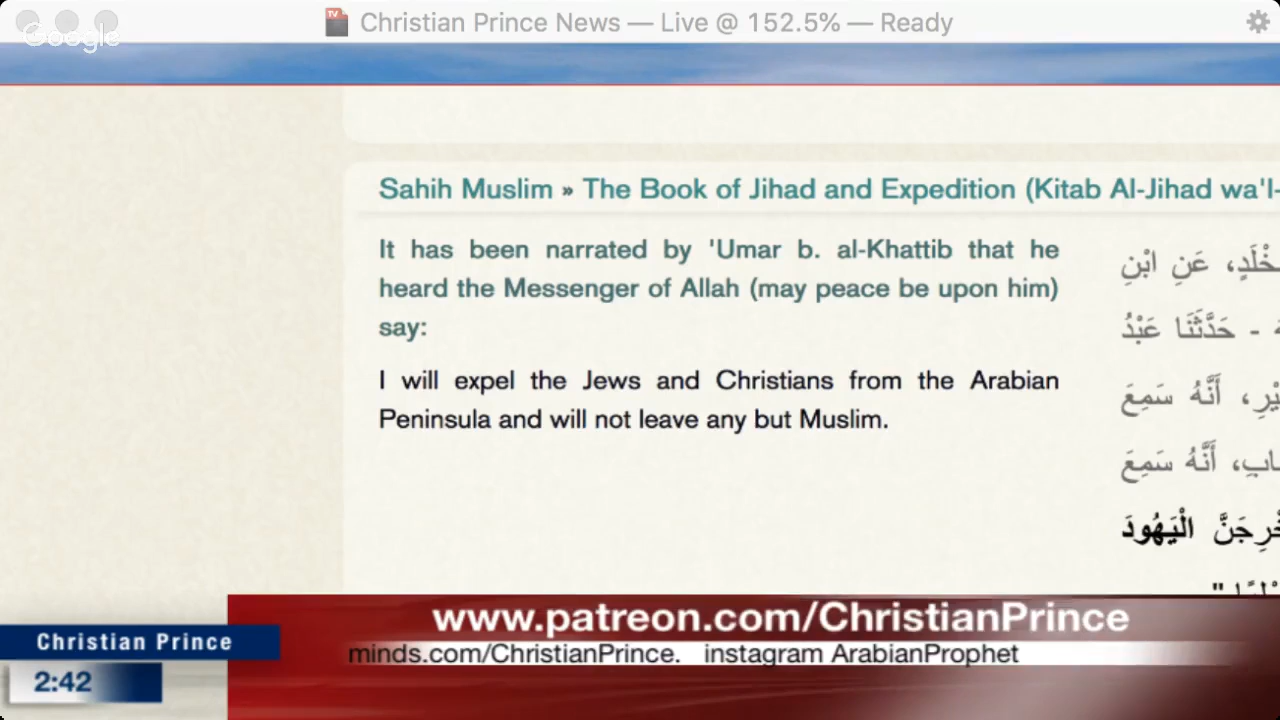 Christian Prince News — Live @ 152.5% — Ready
Google
Sahih Muslim » The Book of Jihad and Expedition (Kitab Al-Jihad wa'l-
It has been narrated by 'Umar b. al-Khattib that he
heard the Messenger of Allah (may peace be upon him)
say:
I will expel the Jews and Christians from the Arabian
Peninsula and will not leave any but Muslim.
عَنِ ابْنِ
حَدَّثَنَا عَبْدُ
أَنَّهُ سَمِعَ
أَنَّهُ سَمِعَ
الْيَهُودَ
www.patreon.com/ChristianPrince
Christian Prince
minds.com/ChristianPrince. instagram ArabianProphet
2:42